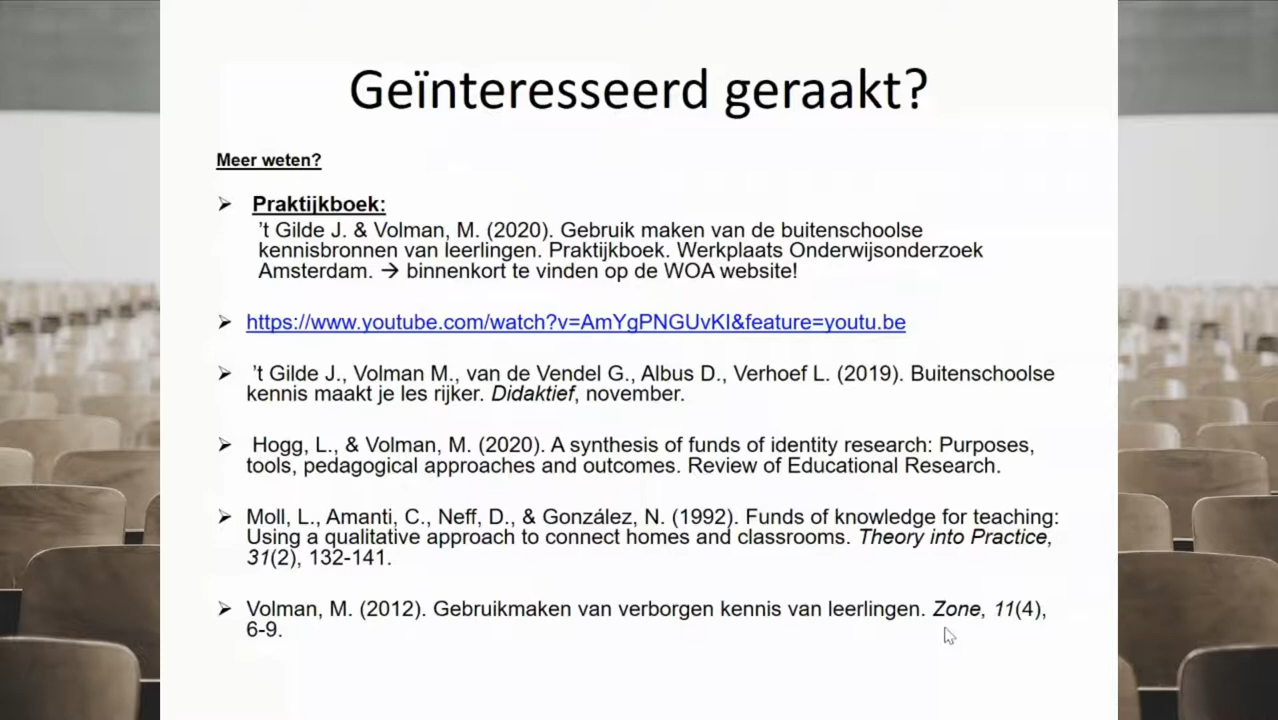 Geïnteresseerd geraakt?
Meer weten?
➢ Praktijkboek:
’t Gilde J. & Volman, M. (2020). Gebruik maken van de buitenschoolse
kennisbronnen van leerlingen. Praktijkboek. Werkplaats Onderwijsonderzoek
Amsterdam. → binnenkort te vinden op de WOA website!
➢ https://www.youtube.com/watch?v=AmYgPNGUvKI&feature=youtu.be
➢ ’t Gilde J., Volman M., van de Vendel G., Albus D., Verhoef L. (2019). Buitenschoolse
kennis maakt je les rijker. Didaktief, november.
➢ Hogg, L., & Volman, M. (2020). A synthesis of funds of identity research: Purposes,
tools, pedagogical approaches and outcomes. Review of Educational Research.
➢ Moll, L., Amanti, C., Neff, D., & González, N. (1992). Funds of knowledge for teaching:
Using a qualitative approach to connect homes and classrooms. Theory into Practice,
31(2), 132-141.
➢ Volman, M. (2012). Gebruikmaken van verborgen kennis van leerlingen. Zone, 11(4),
6-9.